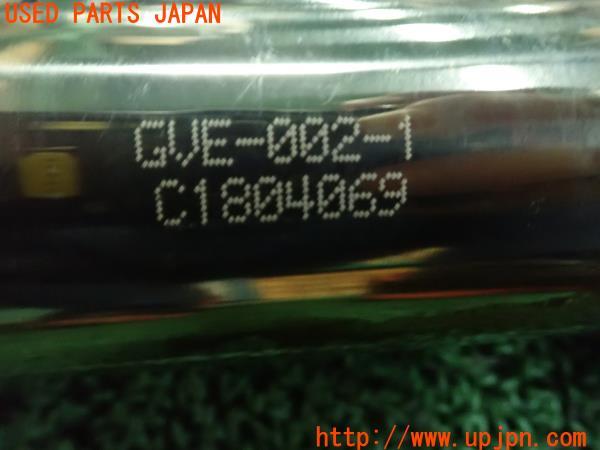 USED PARTS JAPAN
GVE-002-1
C1804069
http://www.upjpn.com/